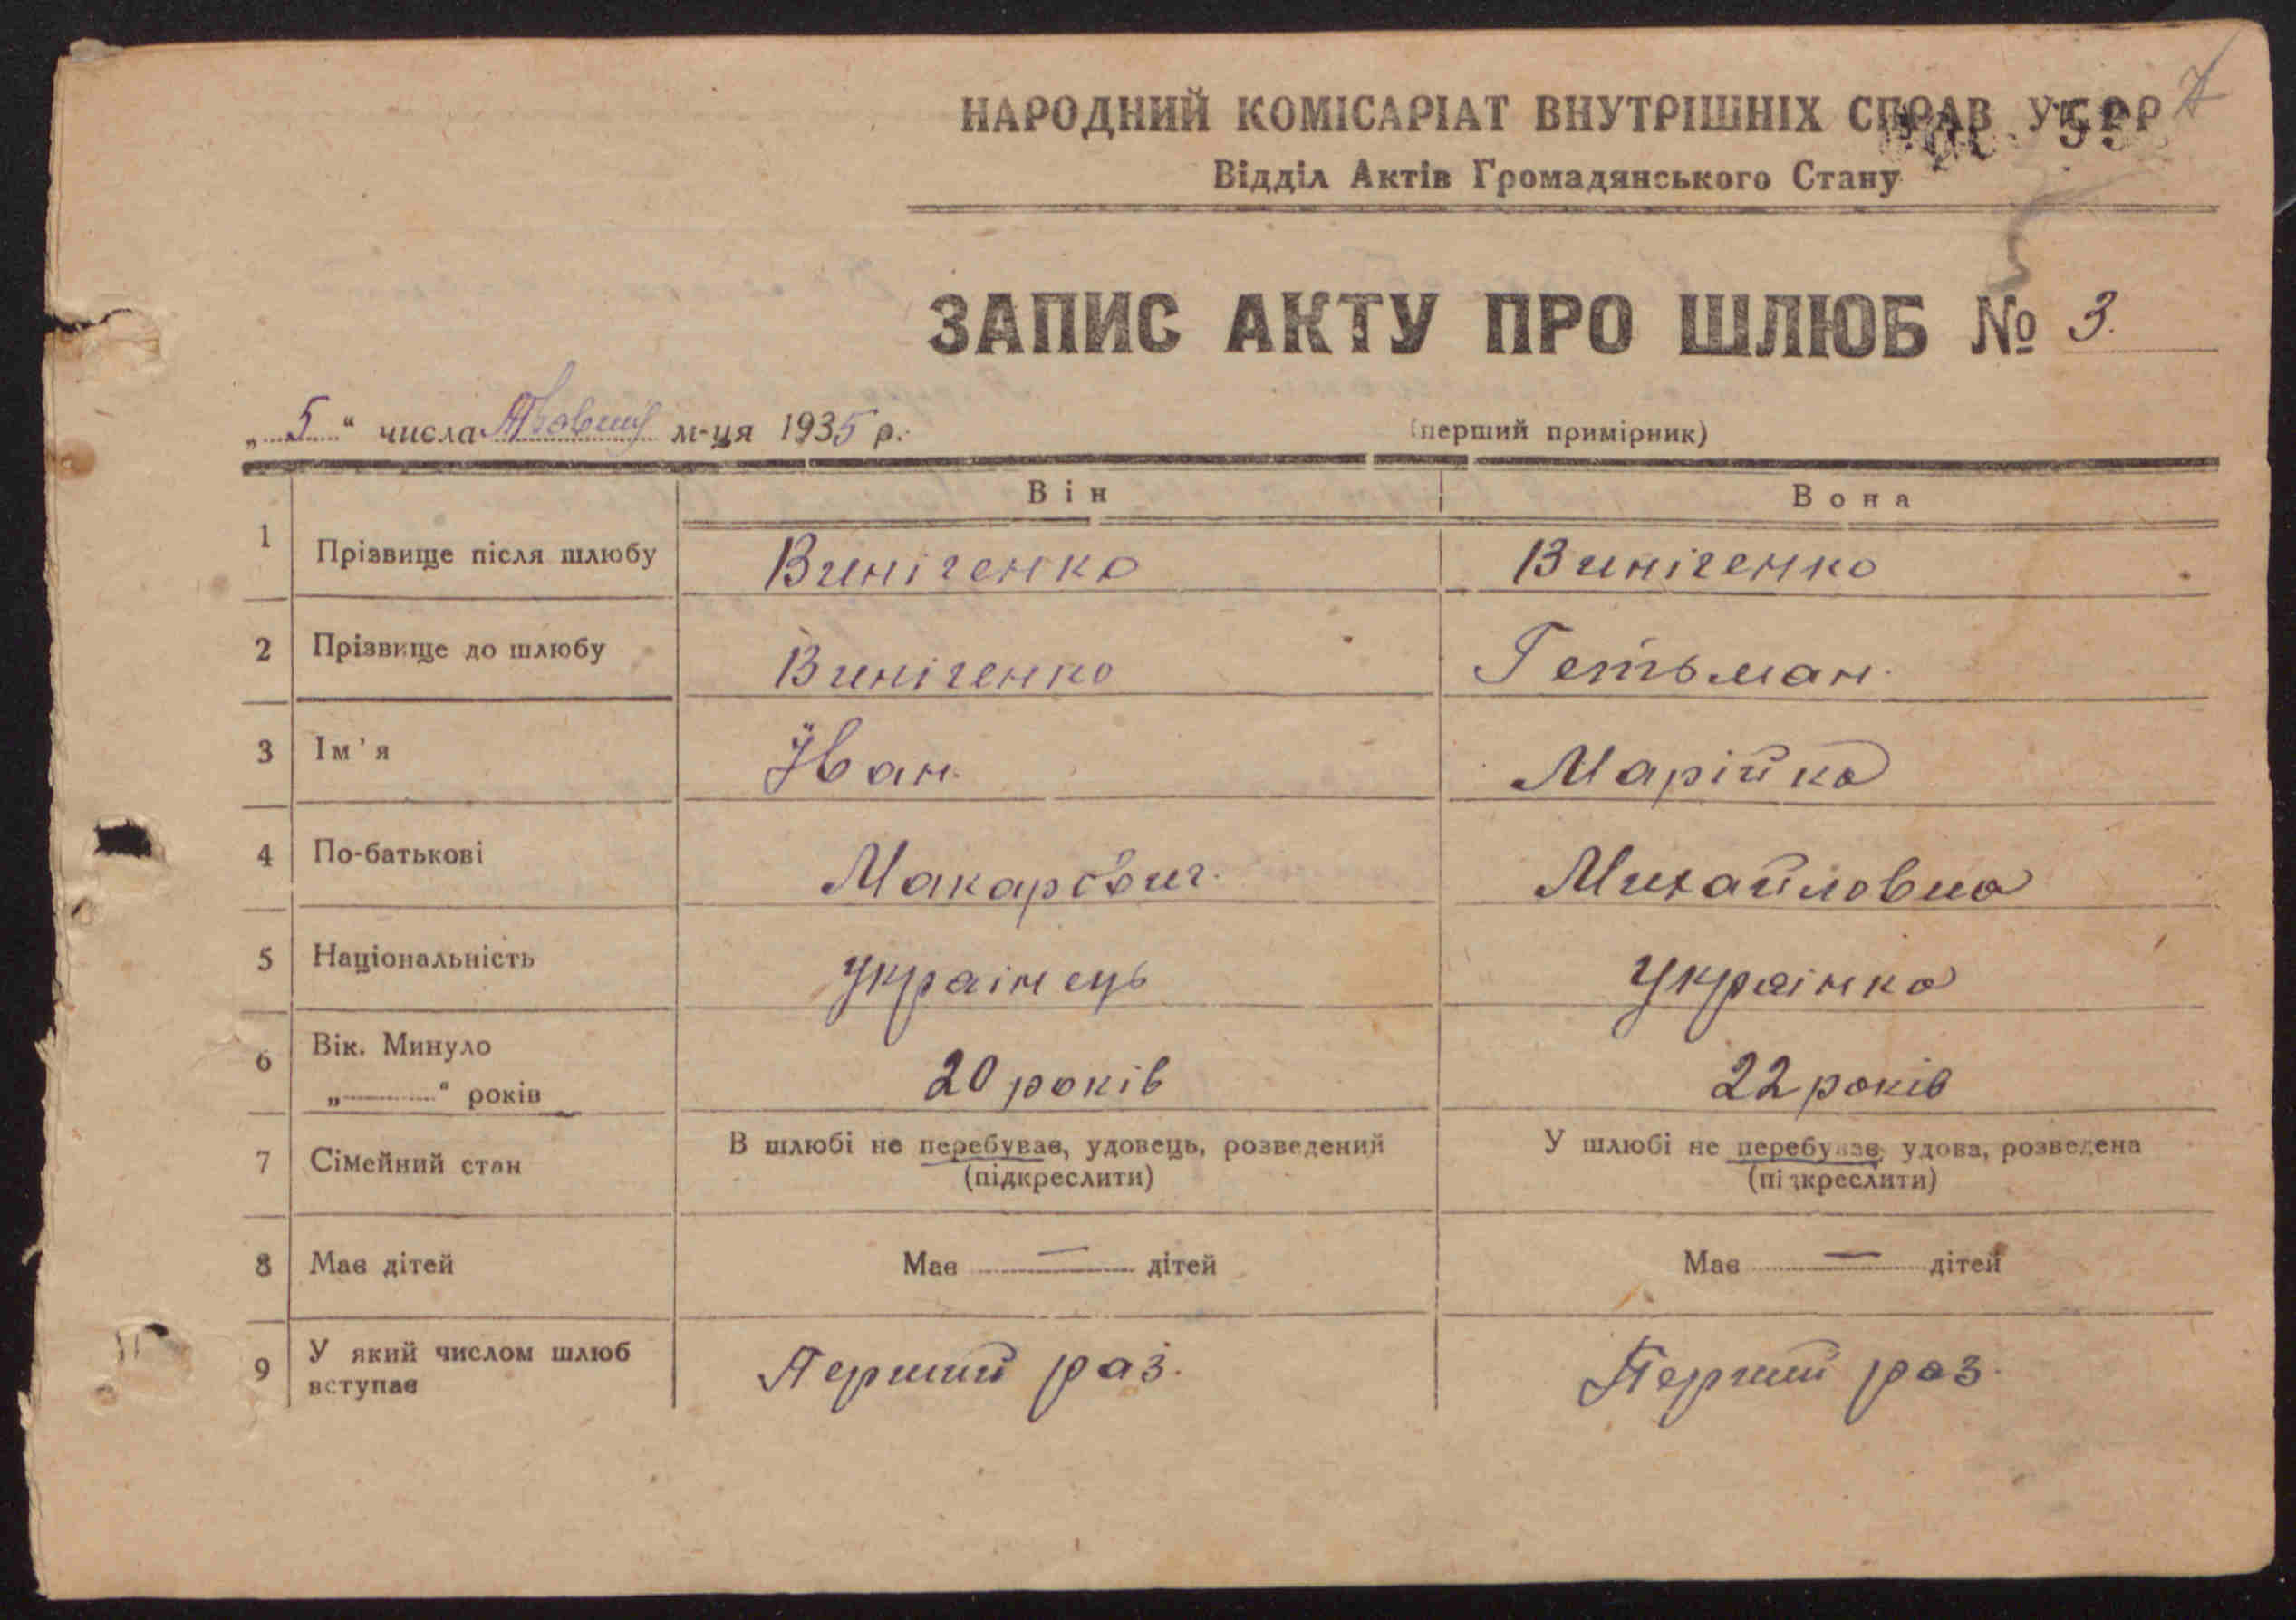 НАРОДНИЙ КОМІСАРІАТ ВНУТРІШНІХ СПРАВ УСРР
Відділ Актів Громадянського Стану
ЗАПИС АКТУ ПРО ШЛЮБ № 3.
„5“ числа м-ця 1935 р.
(перший примірник)
Він Вона
1 Прізвище після шлюбу Виніченко Виніченко
2 Прізвище до шлюбу Виніченко Гетьман.
3 Ім'я Іван. Марійка
4 По-батькові Макарович. Михайловна
5 Національність Украінець Украінка
6 Вік. Минуло
„ “ років 20 років 22 років
7 Сімейний стан В шлюбі не перебуває, удовець, розведений У шлюбі не перебуває, удова, розведена
(підкреслити) (підкреслити)
8 Має дітей Має — дітей Має — дітей
9 У який числом шлюб
вступає Перший раз. Перший раз.